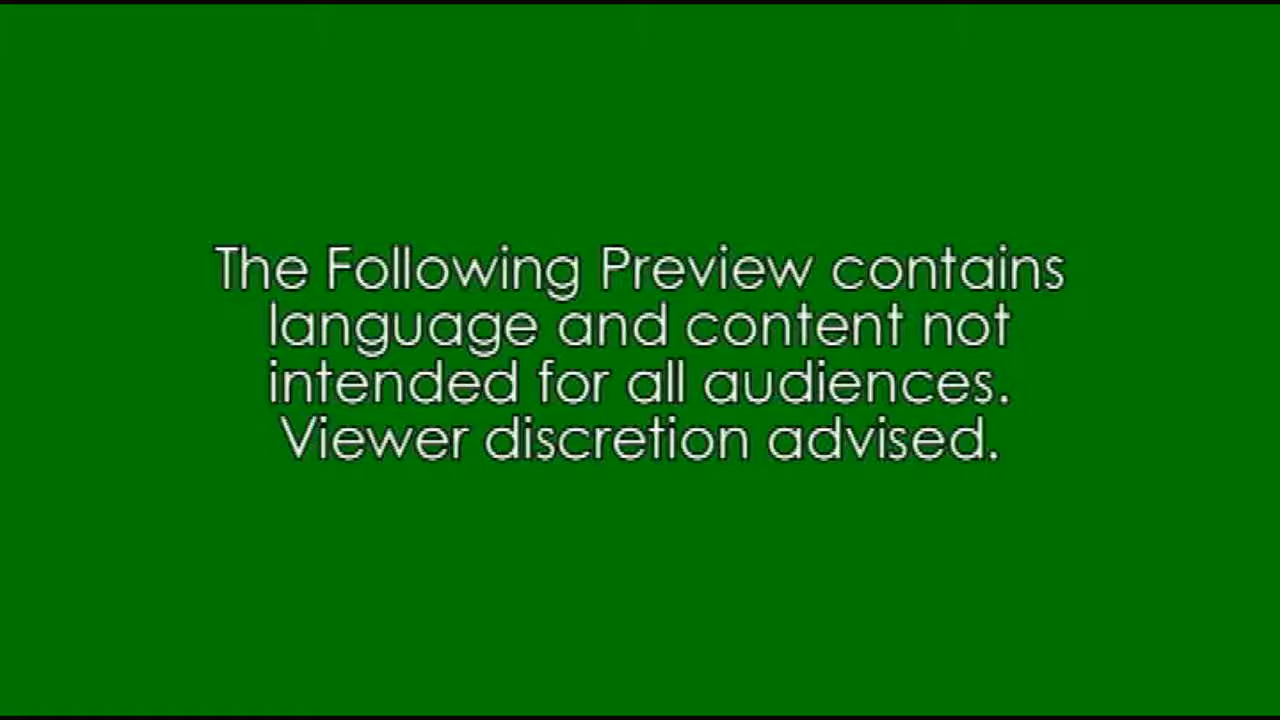 The Following Preview contains
language and content not
intended for all audiences.
Viewer discretion advised.